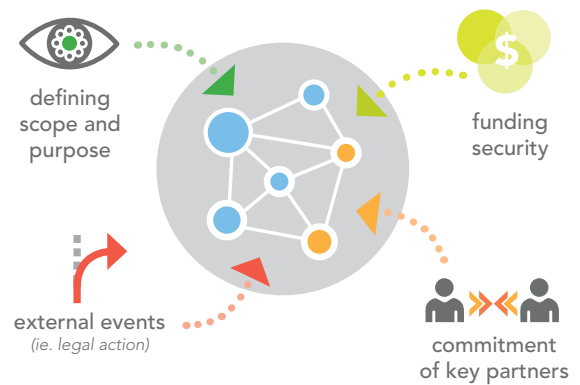 defining
scope and
purpose
$
funding
security
external events
(ie. legal action)
commitment
of key partners